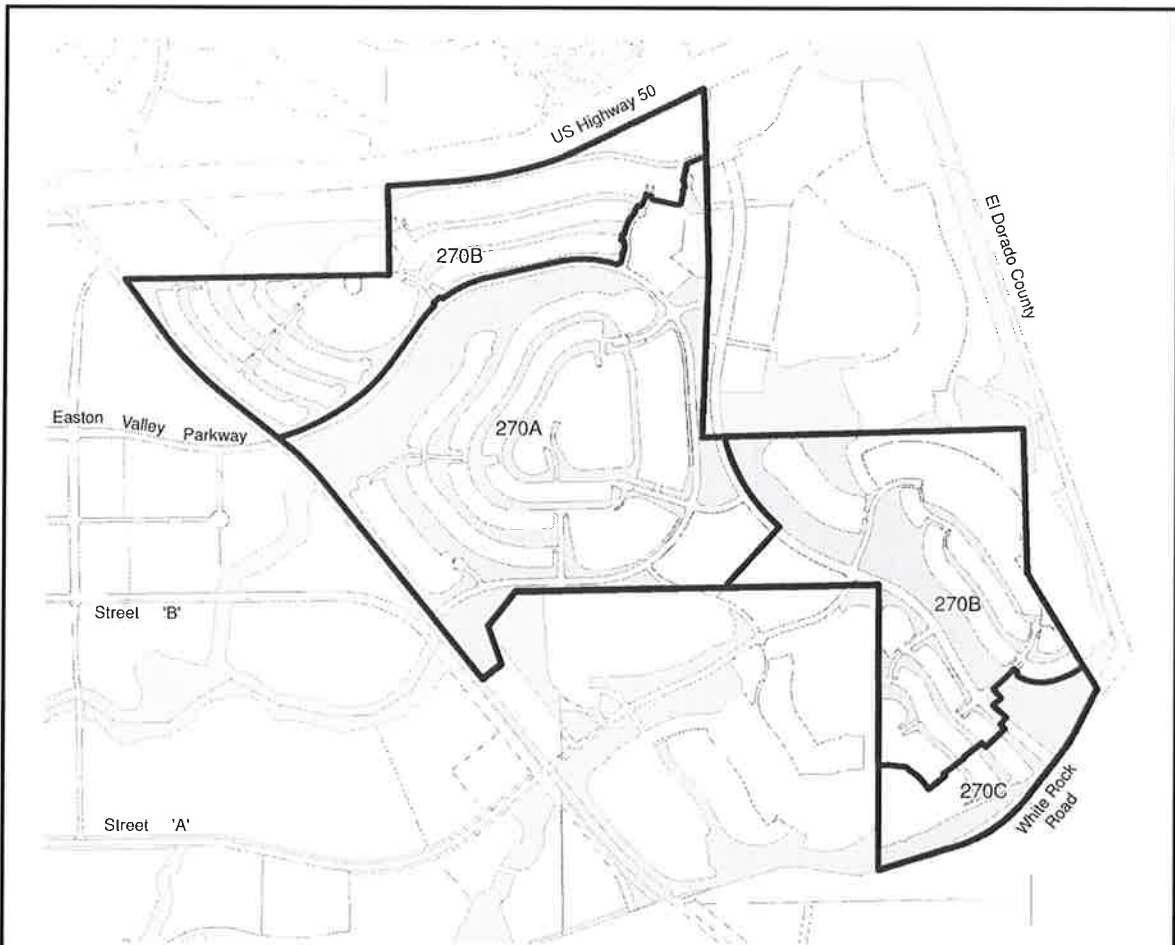 US Highway 50
El Dorado County
270B
Easton Valley Parkway
270A
270B
Street 'B'
270C
White Rock
Road
Street 'A'